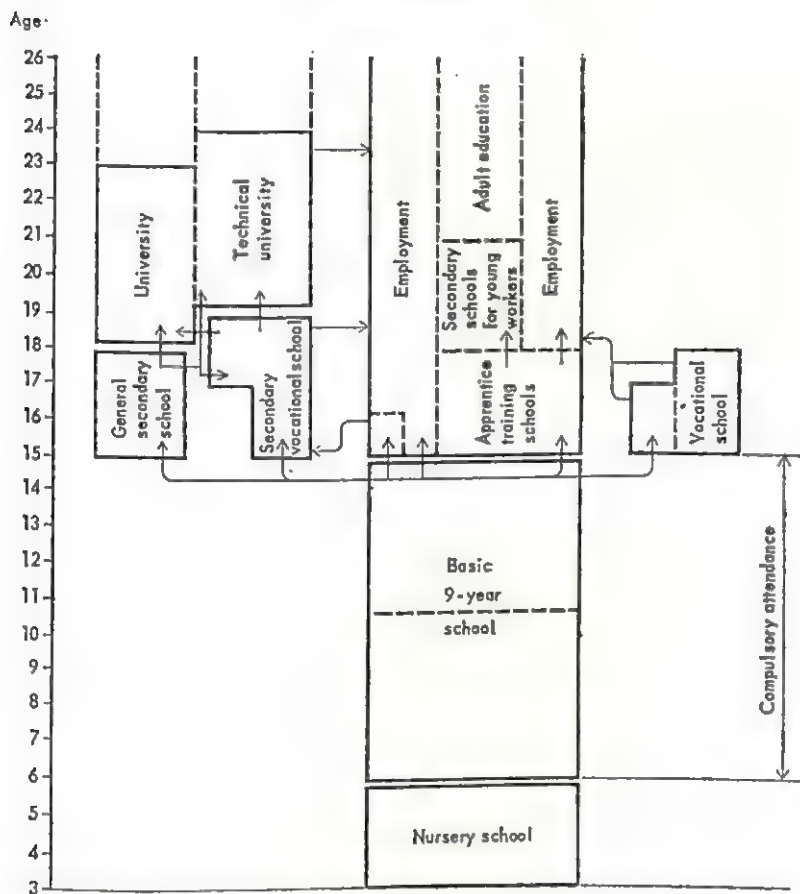 Age
26
25
24
23
22
21
20
19
18
17
16
15
14
13
12
11
10
9
8
7
6
5
4
3
University
Technical
university
General
secondary
school
Secondary
vocational school
Employment
Adult education
Secondary
schools
for young
workers
Employment
Apprentice
training
schools
Vocational
school
Basic
9-year
school
Compulsory attendance
Nursery school